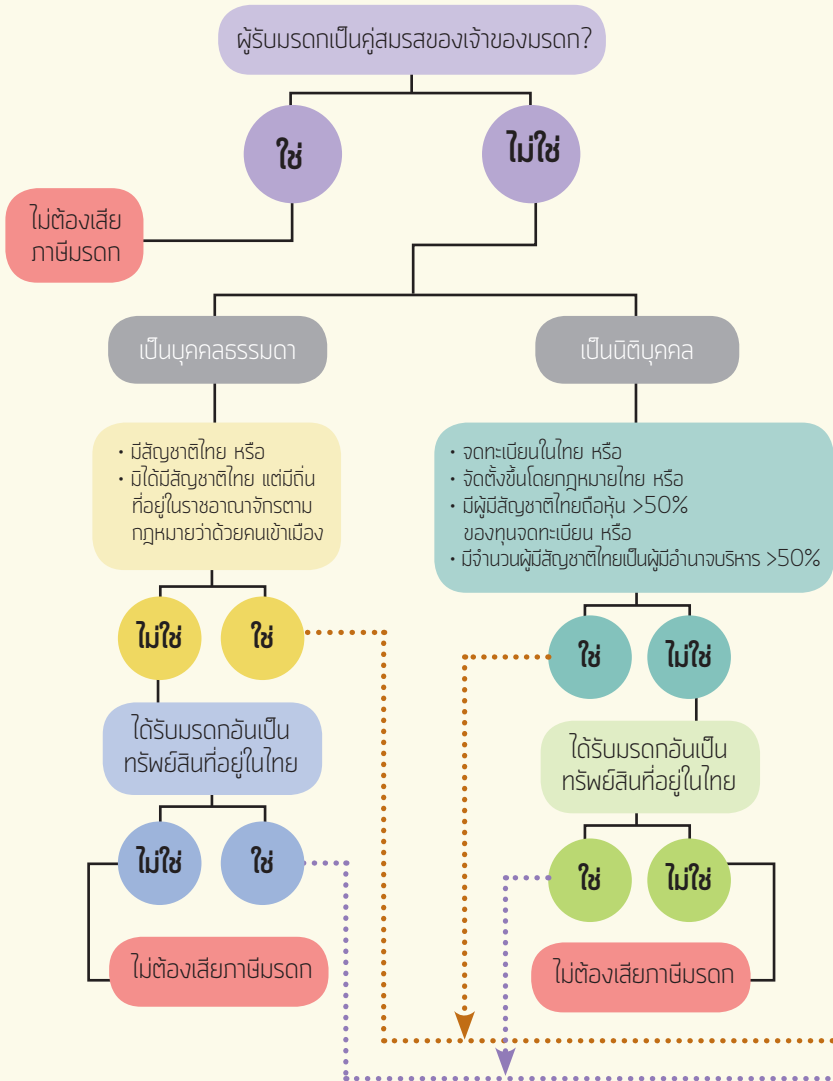 ผู้รับมรดกเป็นคู่สมรสของเจ้าของมรดก?
ใช่
ไม่ใช่
ไม่ต้องเสีย
ภาษีมรดก
เป็นบุคคลธรรมดา
เป็นนิติบุคคล
• มีสัญชาติไทย หรือ
• มิได้มีสัญชาติไทย แต่มีถิ่น
ที่อยู่ในราชอาณาจักรตาม
กฎหมายว่าด้วยคนเข้าเมือง
• จดทะเบียนในไทย หรือ
• จัดตั้งขึ้นโดยกฎหมายไทย หรือ
• มีผู้มีสัญชาติไทยถือหุ้น >50%
ของทุนจดทะเบียน หรือ
• มีจำนวนผู้มีสัญชาติไทยเป็นผู้มีอำนาจบริหาร >50%
ไม่ใช่
ใช่
ใช่
ไม่ใช่
ได้รับมรดกอันเป็น
ทรัพย์สินที่อยู่ในไทย
ได้รับมรดกอันเป็น
ทรัพย์สินที่อยู่ในไทย
ไม่ใช่
ใช่
ใช่
ไม่ใช่
ไม่ต้องเสียภาษีมรดก
ไม่ต้องเสียภาษีมรดก